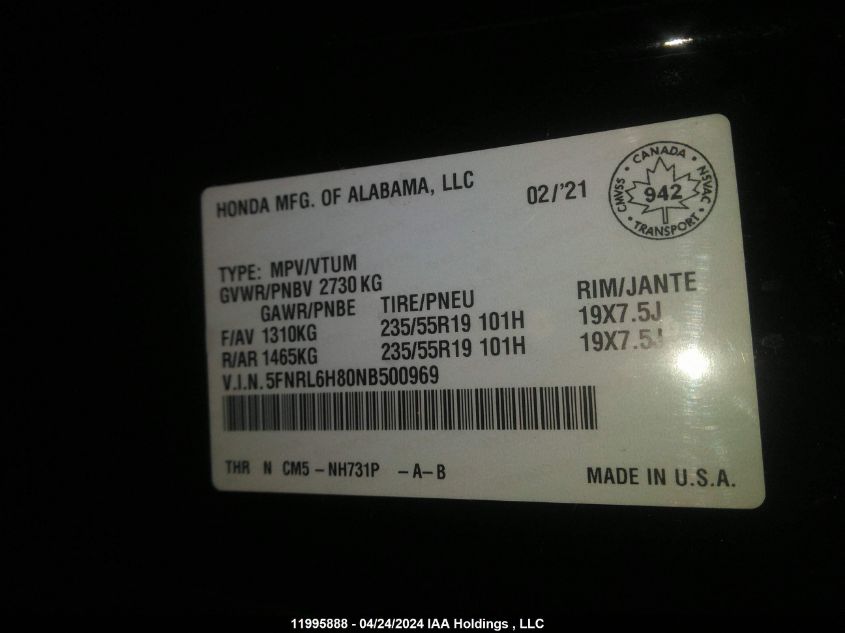 HONDA MFG. OF ALABAMA, LLC 02/'21
CANADA
CMVSS 942 NSVAC
TRANSPORT
TYPE: MPV/VTUM
GVWR/PNBV 2730 KG
GAWR/PNBE TIRE/PNEU RIM/JANTE
F/AV 1310KG 235/55R19 101H 19X7.5J
R/AR 1465KG 235/55R19 101H 19X7.5J
V.I.N. 5FNRL6H80NB500969
THR N CM5 - NH731P - A- B MADE IN U.S.A.
11995888 - 04/24/2024 IAA Holdings , LLC